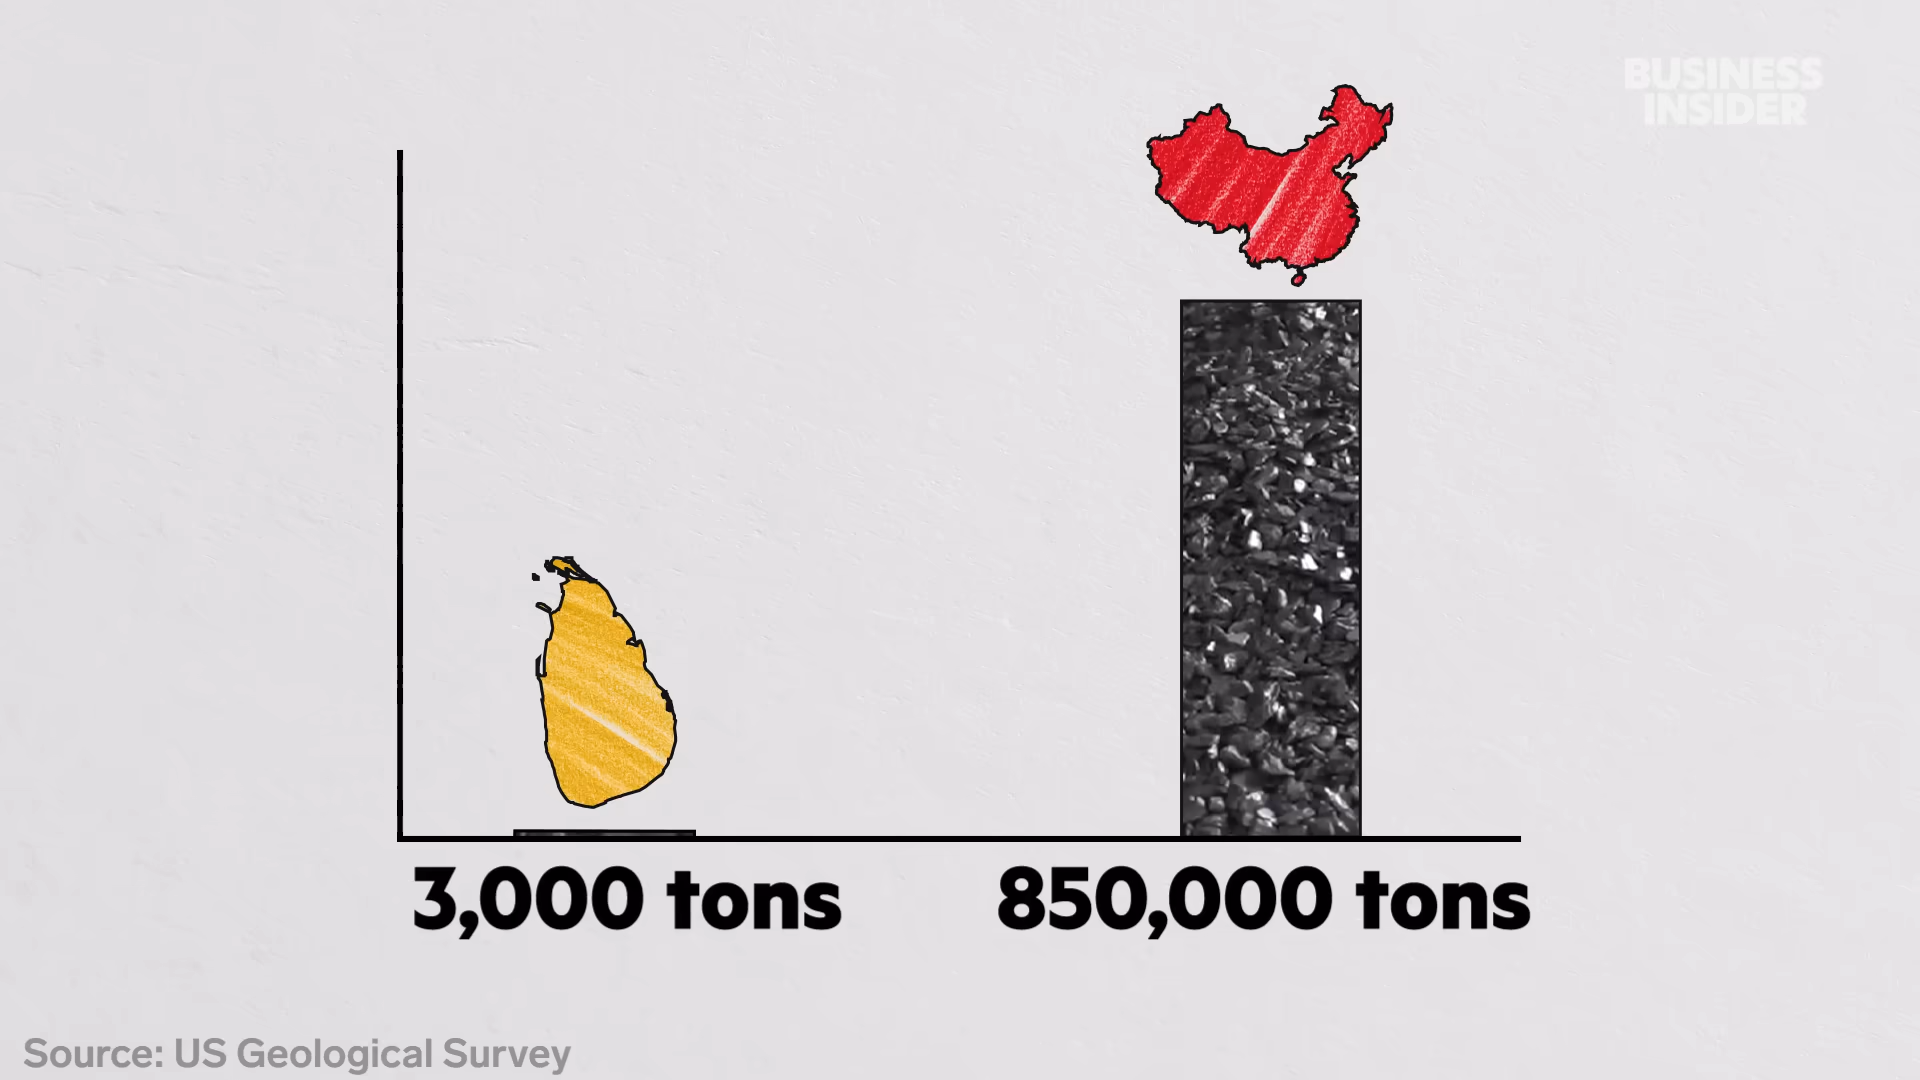 BUSINESS
INSIDER
3,000 tons
850,000 tons
Source: US Geological Survey